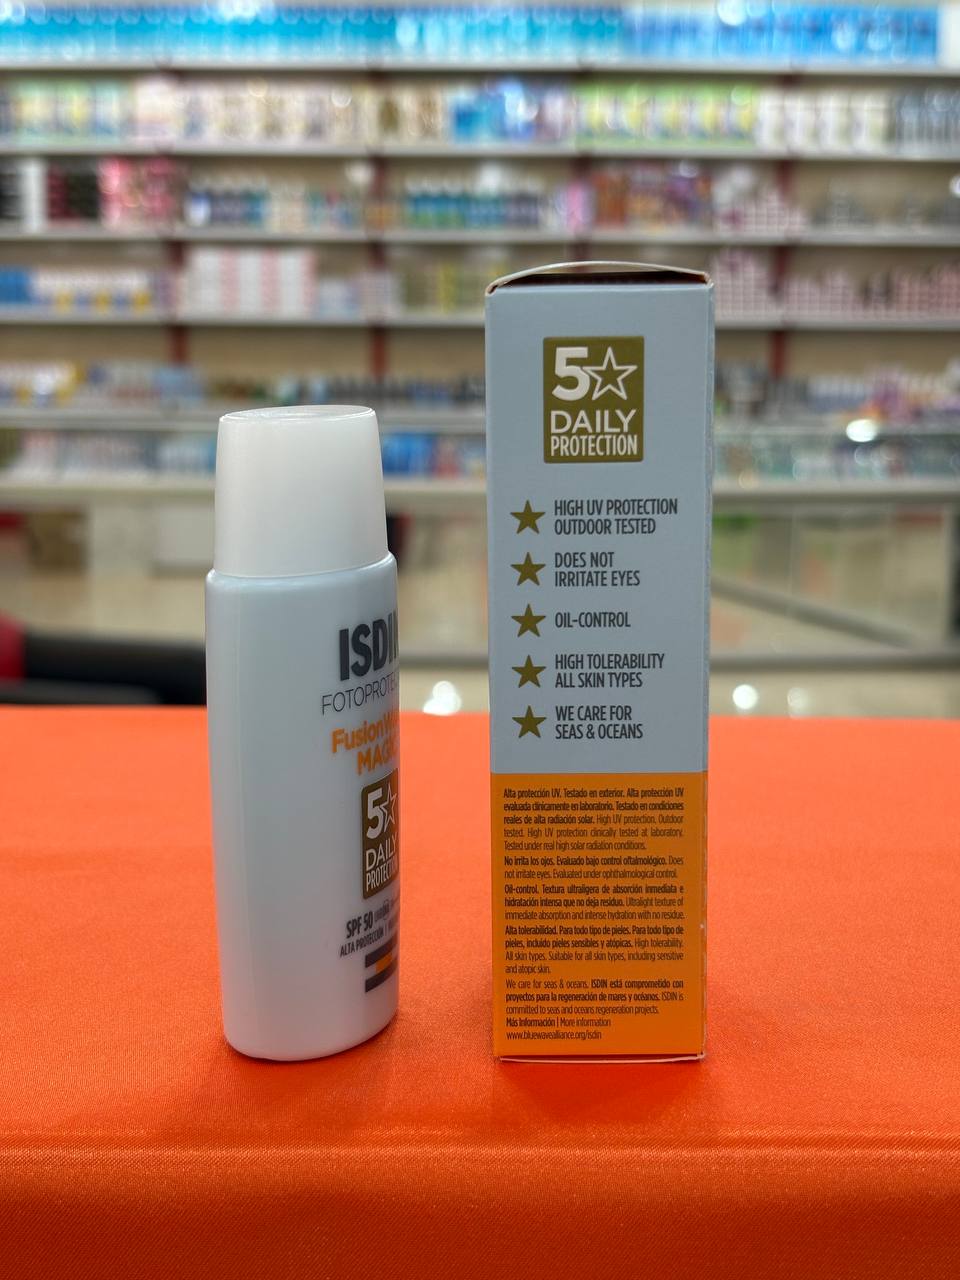 ISDIN
FOTOPROTE
FusionW
MAGIC
5
DAILY
PROTECTION
SPF 50
ALTA PROTECCIÓN |
5
DAILY
PROTECTION
HIGH UV PROTECTION
OUTDOOR TESTED
DOES NOT
IRRITATE EYES
OIL-CONTROL
HIGH TOLERABILITY
ALL SKIN TYPES
WE CARE FOR
SEAS & OCEANS
Alta protección UV. Testado en exterior. Alta protección UV
evaluada clínicamente en laboratorio. Testado en condiciones
reales de alta radiación solar. High UV protection. Outdoor
tested. High UV protection clinically tested at laboratory.
Tested under real high solar radiation conditions.
No irrita los ojos. Evaluado bajo control oftalmológico. Does
not irritate eyes. Evaluated under ophthalmological control.
Oil-control. Textura ultraligera de absorción inmediata e
hidratación intensa que no deja residuo. Ultralight texture of
immediate absorption and intense hydration with no residue.
Alta tolerabilidad. Para todo tipo de pieles. Para todo tipo de
pieles, incluido pieles sensibles y atópicas. High tolerability.
All skin types. Suitable for all skin types, including sensitive
and atopic skin.
We care for seas & oceans. ISDIN está comprometido con
proyectos para la regeneración de mares y océanos. ISDIN is
committed to seas and oceans regeneration projects.
Más Información | More information
www.bluewavealliance.org/isdin